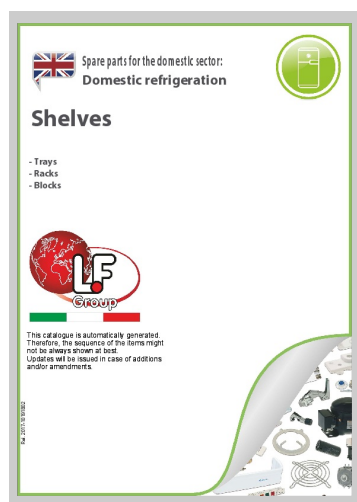 Spare parts for the domestic sector:
Domestic refrigeration
Shelves
- Trays
- Racks
- Blocks
LF
Group
This catalogue is automatically generated.
Therefore, the sequence of the items might
not be always shown at best.
Updates will be issued in case of additions
and/or amendments.